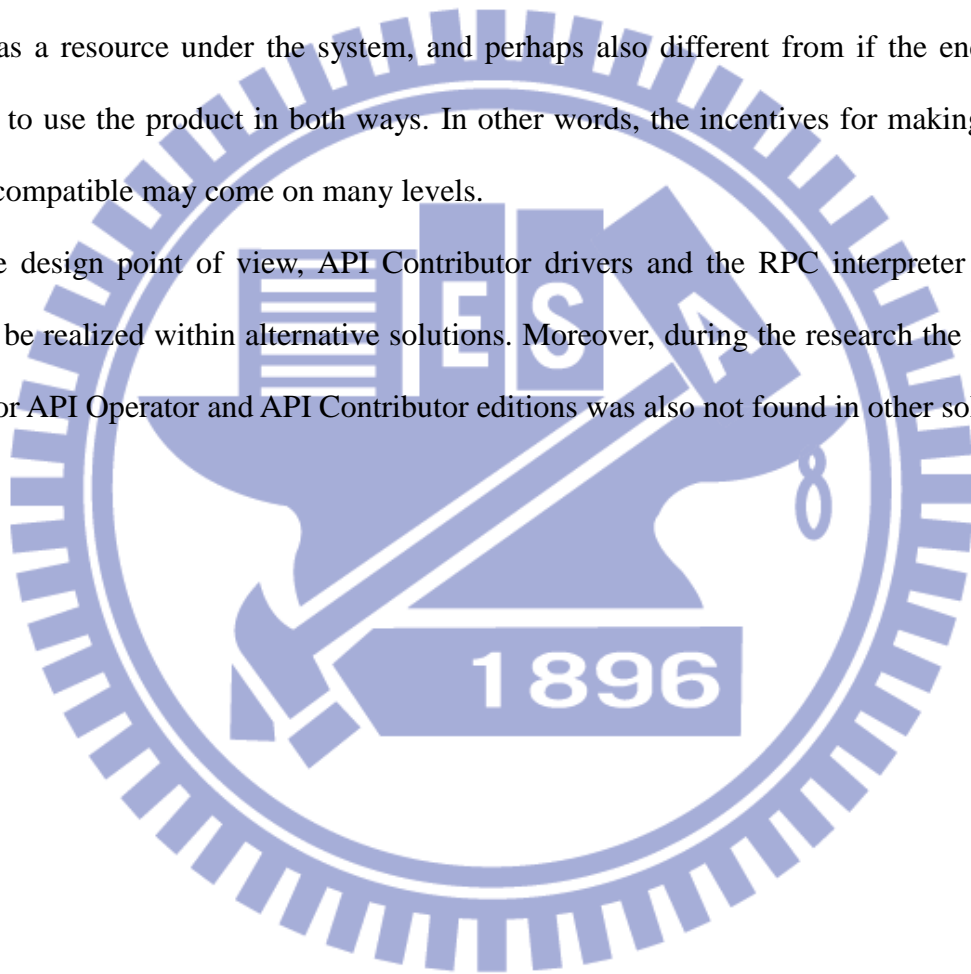 as a resource under the system, and perhaps also different from if the
to use the product in both ways. In other words, the incentives for making
compatible may come on many levels.
design point of view, API Contributor drivers and the RPC interpreter
be realized within alternative solutions. Moreover, during the research the
or API Operator and API Contributor editions was also not found in other
E S A
1896